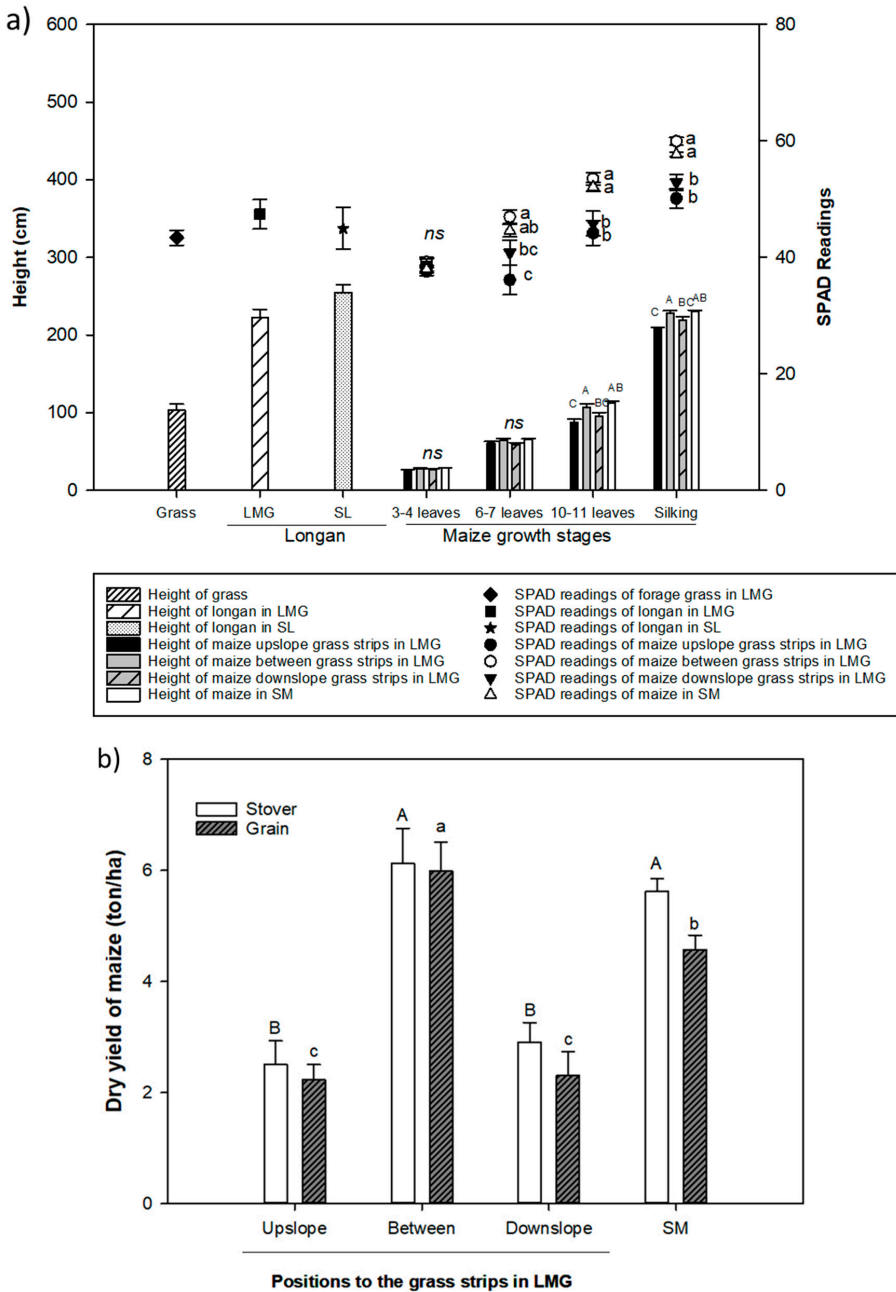 a)
600
500
400
300
200
100
0
Height (cm)
80
60
40
20
0
SPAD Readings
ns
a
ab
bc
c
a
a
b
b
a
a
b
b
ns
ns
C
A
BC
AB
C
A
BC
AB
Grass
LMG
SL
3-4 leaves
6-7 leaves
10-11 leaves
Silking
Longan
Maize growth stages
Height of grass
Height of longan in LMG
Height of longan in SL
Height of maize upslope grass strips in LMG
Height of maize between grass strips in LMG
Height of maize downslope grass strips in LMG
Height of maize in SM
SPAD readings of forage grass in LMG
SPAD readings of longan in LMG
SPAD readings of longan in SL
SPAD readings of maize upslope grass strips in LMG
SPAD readings of maize between grass strips in LMG
SPAD readings of maize downslope grass strips in LMG
SPAD readings of maize in SM
b)
8
6
4
2
0
Dry yield of maize (ton/ha)
Stover
Grain
B
c
A
a
B
c
A
b
Upslope
Between
Downslope
SM
Positions to the grass strips in LMG